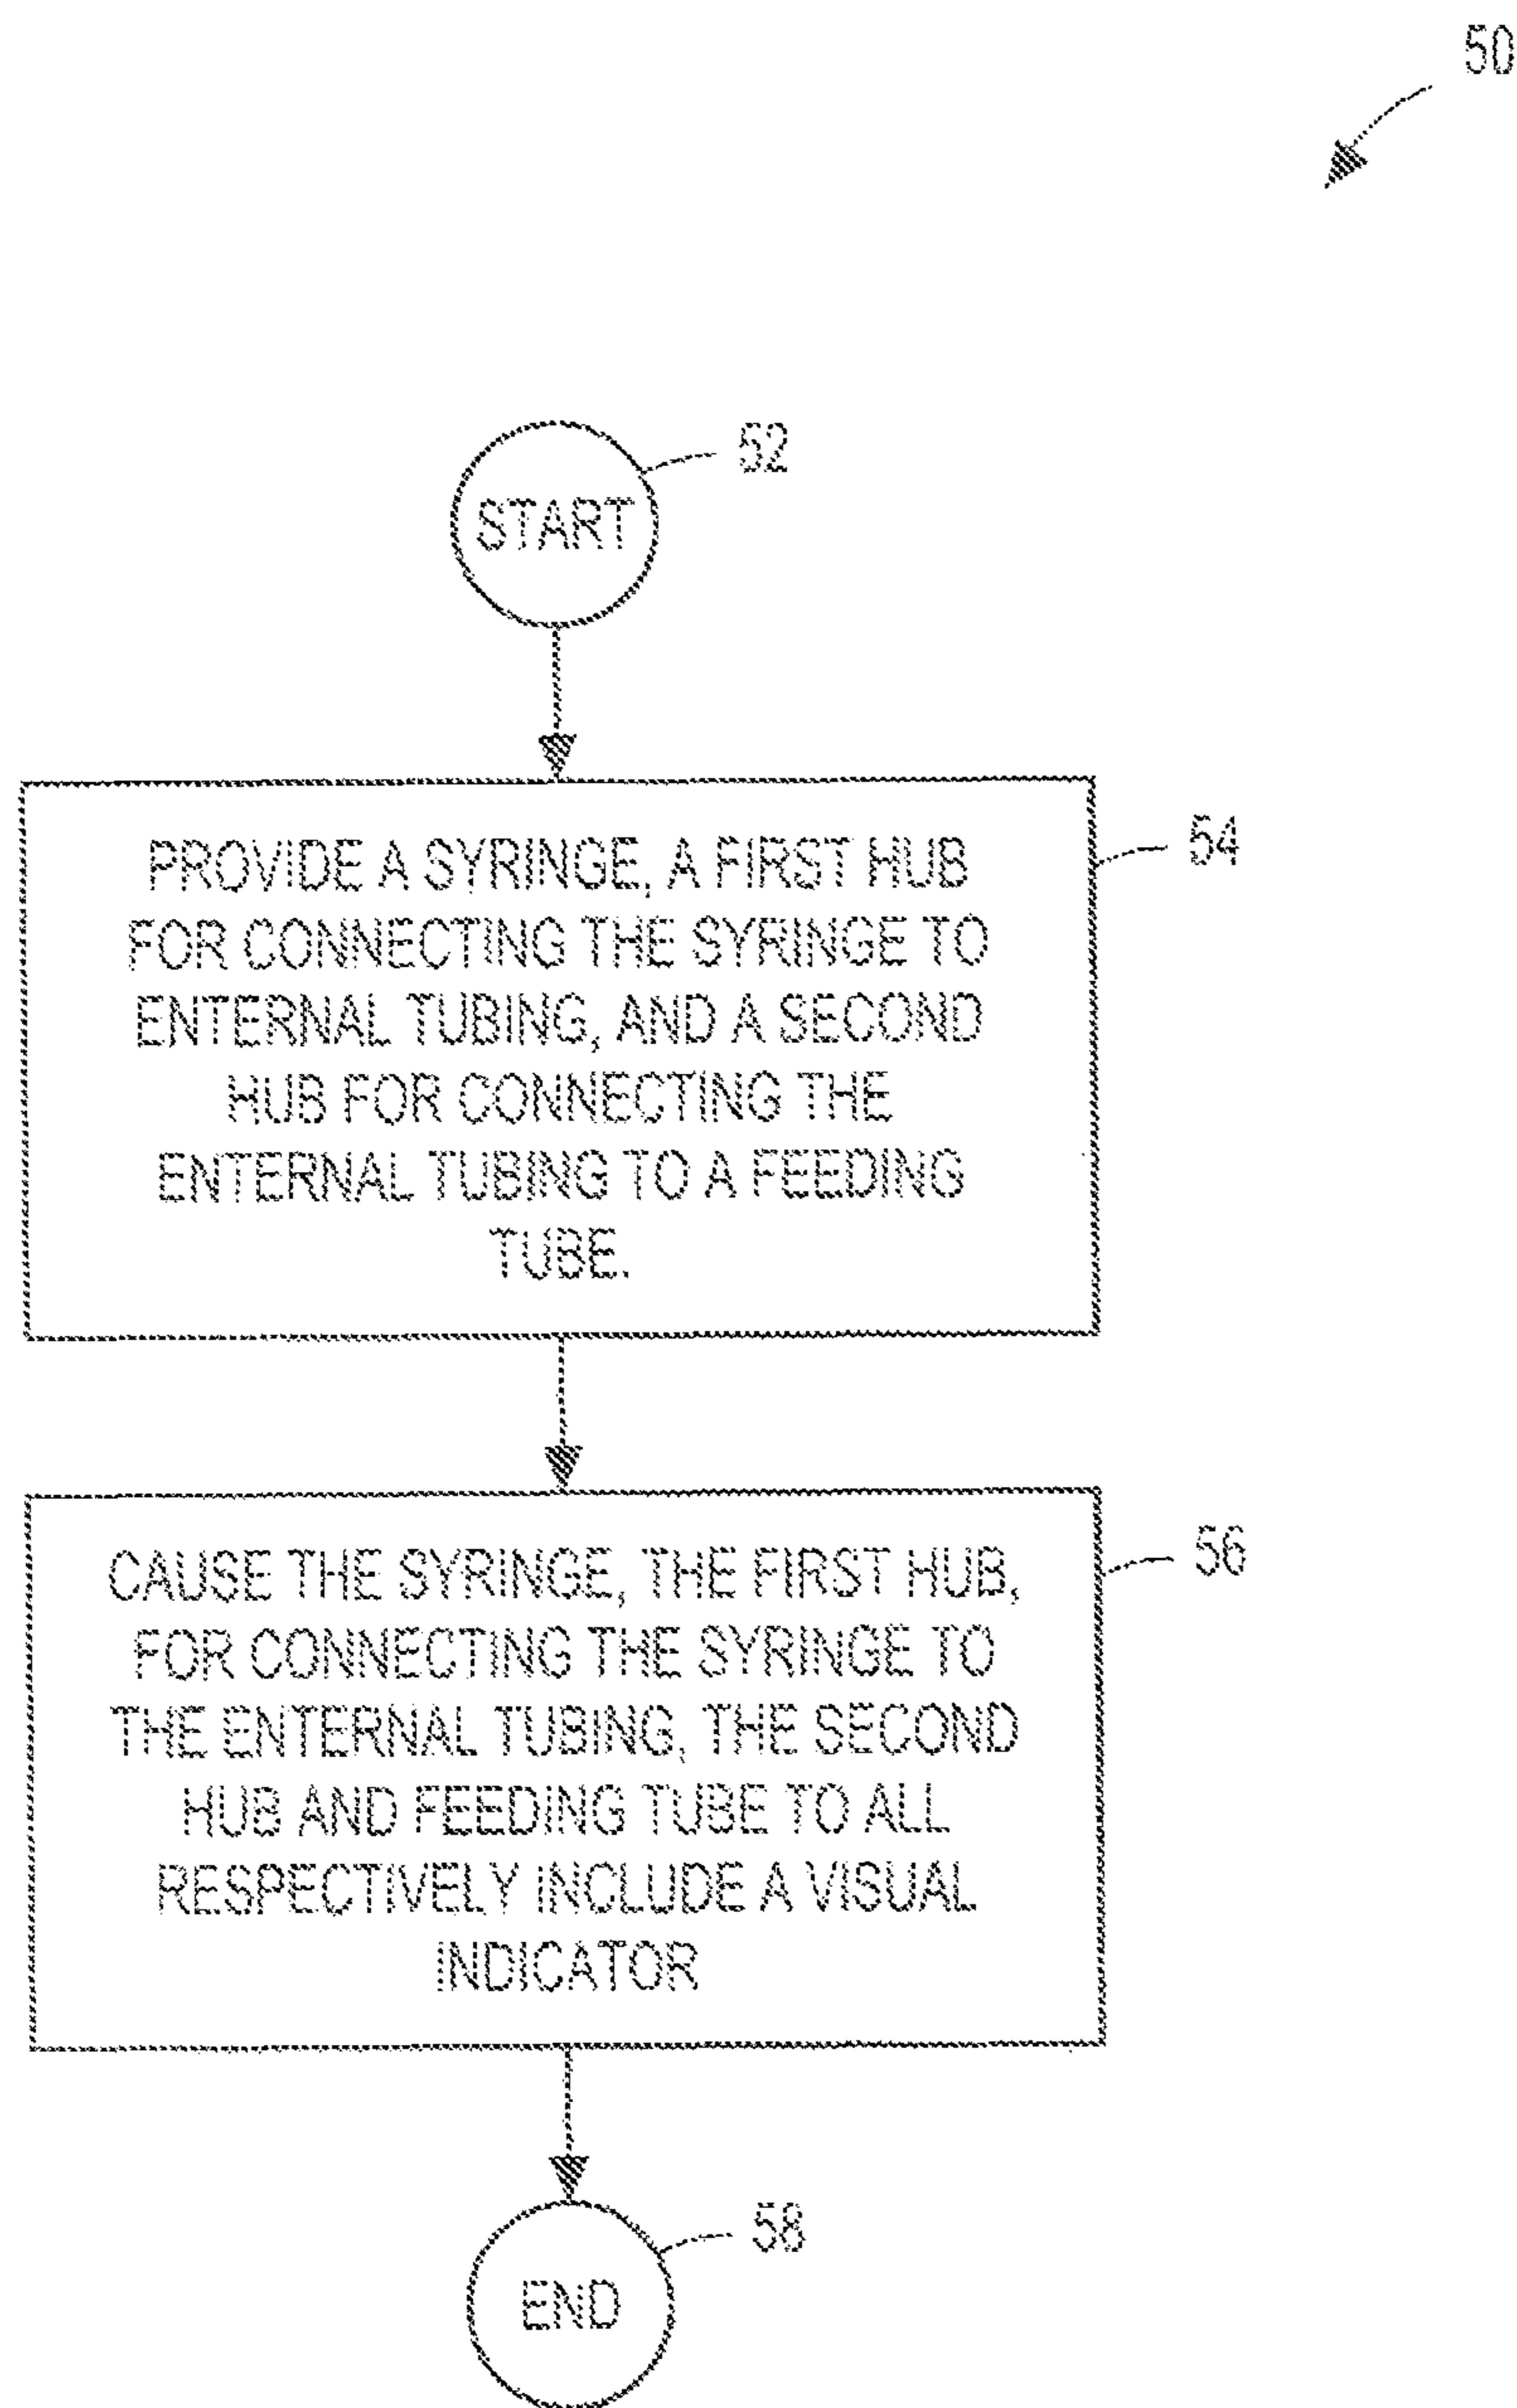 50
52
START
54
PROVIDE A SYRINGE, A FIRST HUB
FOR CONNECTING THE SYRINGE TO
ENTERNAL TUBING, AND A SECOND
HUB FOR CONNECTING THE
ENTERNAL TUBING TO A FEEDING
TUBE.
56
CAUSE THE SYRINGE, THE FIRST HUB,
FOR CONNECTING THE SYRINGE TO
THE ENTERNAL TUBING, THE SECOND
HUB AND FEEDING TUBE TO ALL
RESPECTIVELY INCLUDE A VISUAL
INDICATOR
58
END